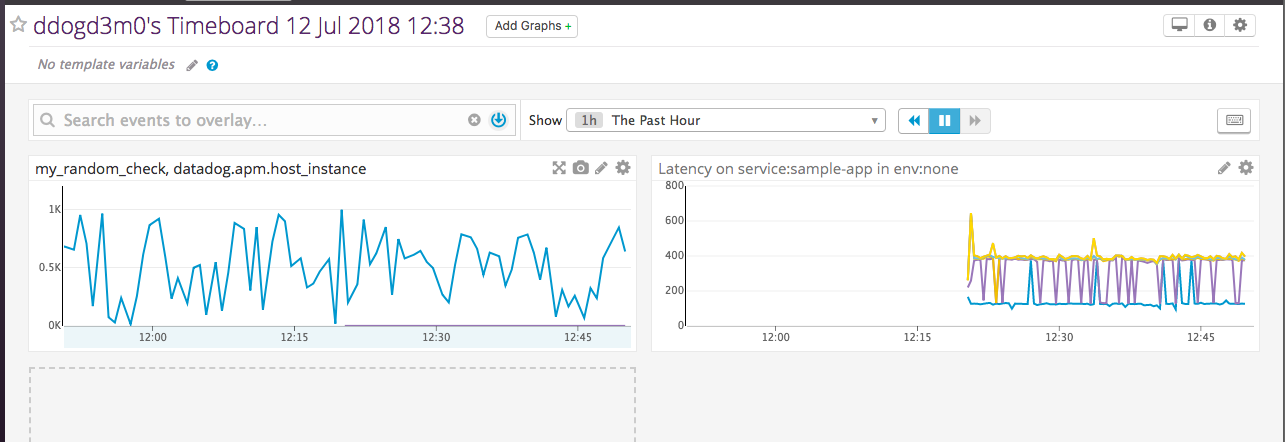 ddogd3m0's Timeboard 12 Jul 2018 12:38 Add Graphs +
No template variables
Search events to overlay... Show 1h The Past Hour
my_random_check, datadog.apm.host_instance
1K
0.5K
0K
12:00 12:15 12:30 12:45
Latency on service:sample-app in env:none
800
600
400
200
0
12:00 12:15 12:30 12:45